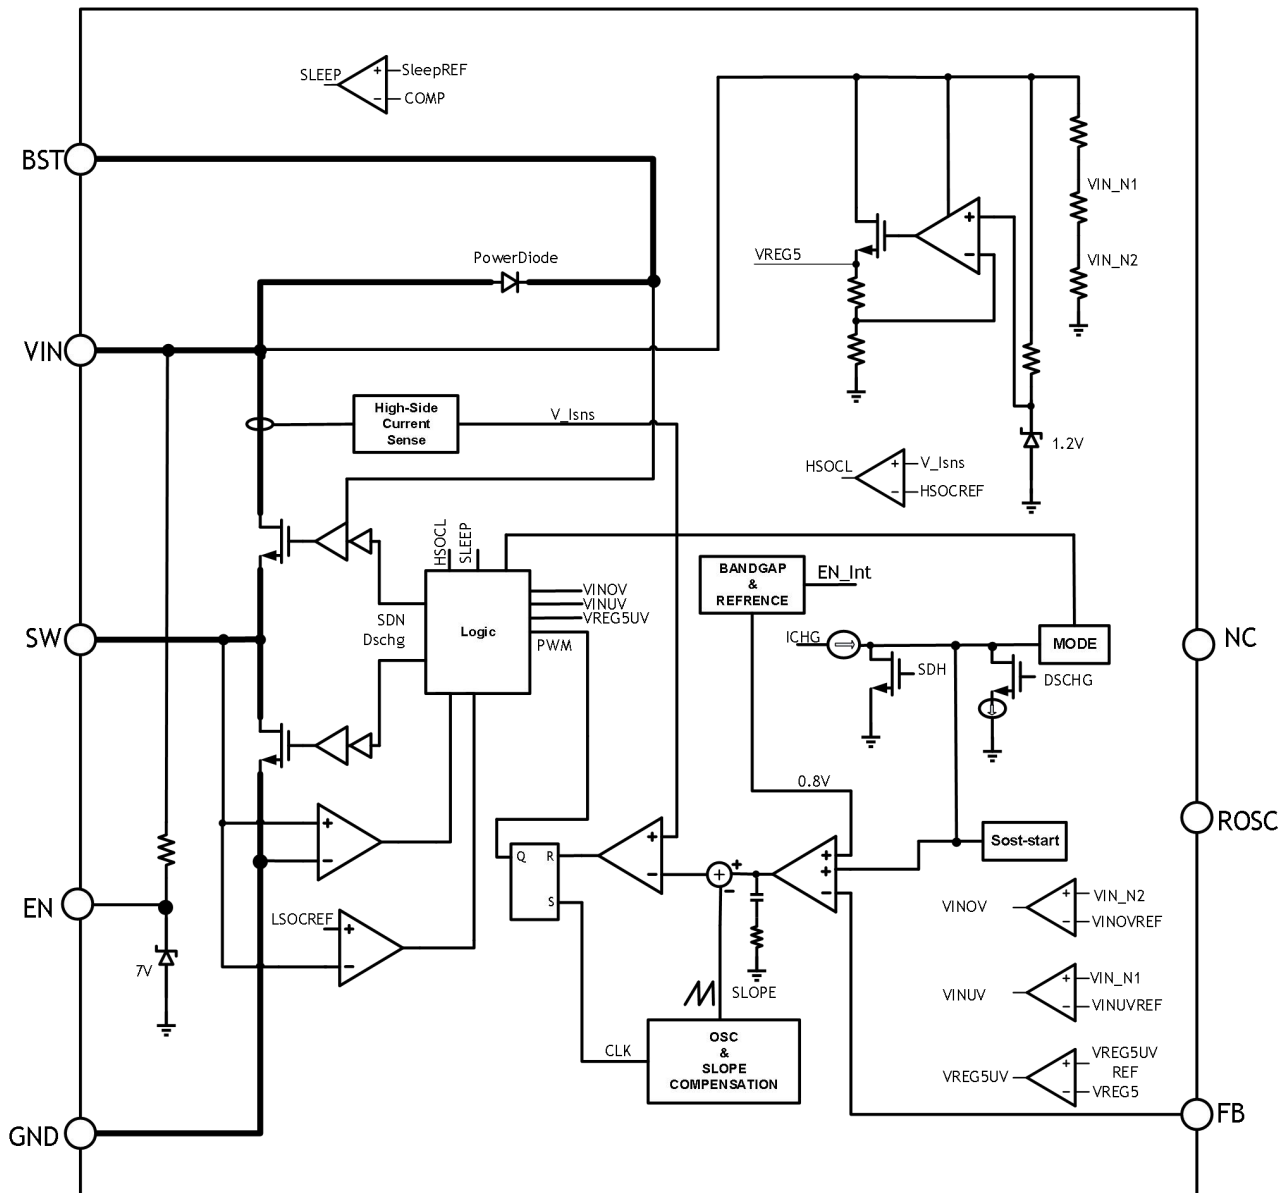 SLEEP
+
SleepREF
-
COMP
BST
VIN_N1
PowerDiode
VREG5
+
-
VIN_N2
VIN
High-Side
Current
Sense
V_Isns
1.2V
HSOCL
+
V_Isns
-
HSOCREF
HSOCL
SLEEP
BANDGAP
&
REFRENCE
EN_Int
VINOV
VINUV
VREG5UV
SDN
Dschg
Logic
PWM
SW
ICHG
SDH
DSCHG
MODE
NC
0.8V
ROSC
+
-
+
-
+
+
-
Sost-start
Q
R
S
+
+
-
EN
LSOCREF
+
-
7V
SLOPE
VINOV
+
VIN_N2
-
VINOVREF
VINUV
+
VIN_N1
-
VINUVREF
CLK
OSC
&
SLOPE
COMPENSATION
VREG5UV
+
VREG5UV
REF
-
VREG5
GND
FB